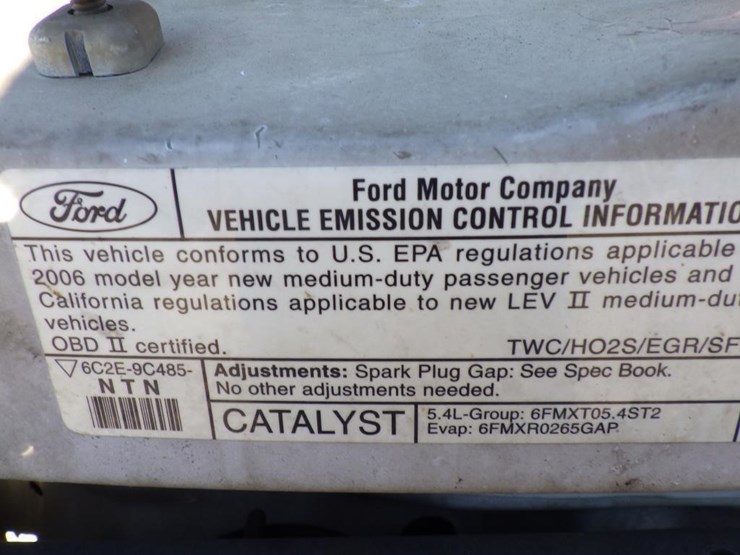 Ford
Ford Motor Company
VEHICLE EMISSION CONTROL INFORMATIO
This vehicle conforms to U.S. EPA regulations applicable
2006 model year new medium-duty passenger vehicles and
California regulations applicable to new LEV II medium-du
vehicles.
OBD II certified.
TWC/HO2S/EGR/SF
6C2E-9C485-
NTN
Adjustments: Spark Plug Gap: See Spec Book.
No other adjustments needed.
CATALYST
5.4L-Group: 6FMXT05.4ST2
Evap: 6FMXR0265GAP